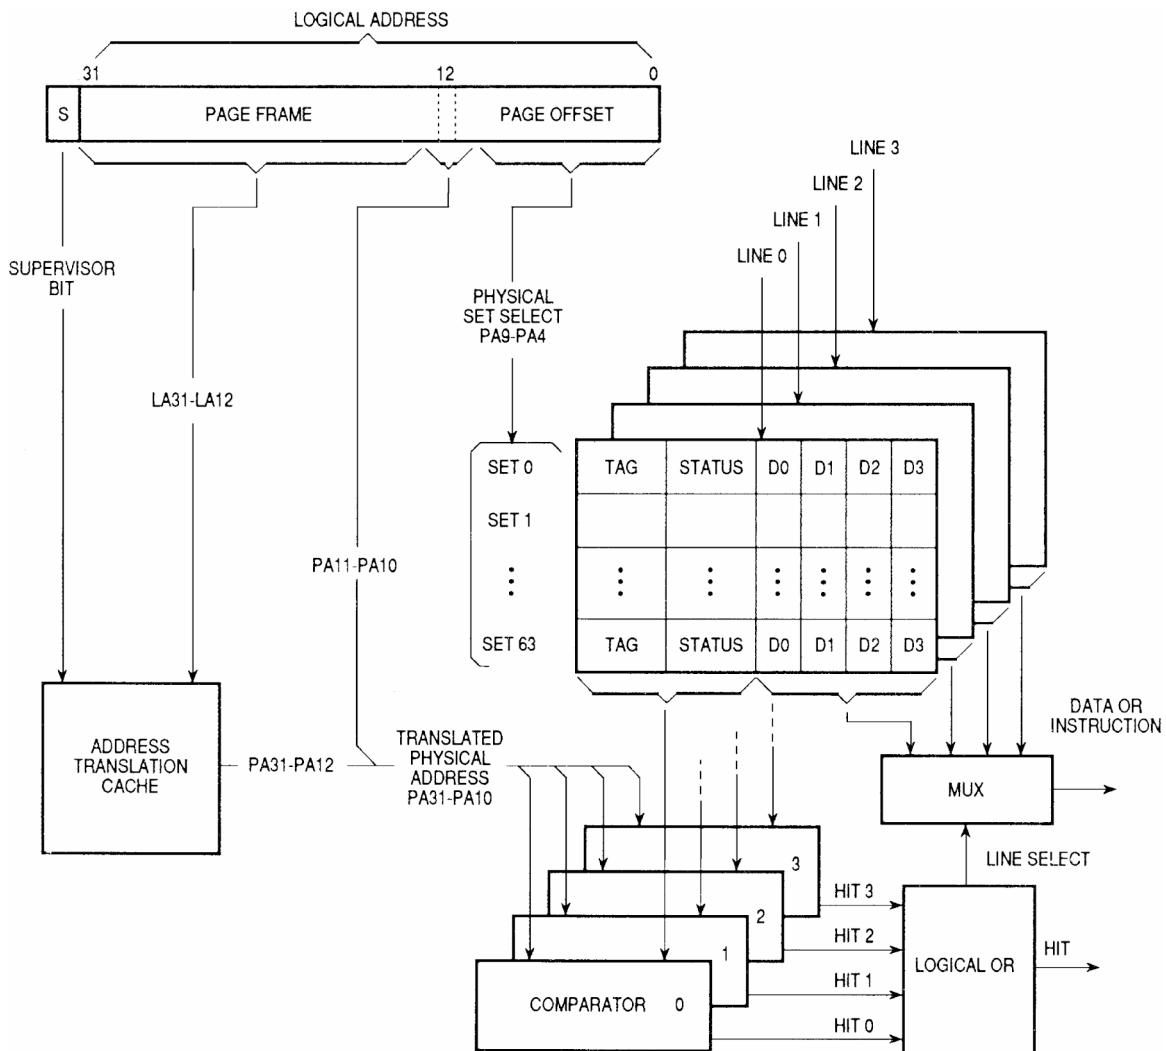 LOGICAL ADDRESS
31 12 0
S PAGE FRAME PAGE OFFSET
LINE 3
LINE 2
LINE 1
LINE 0
SUPERVISOR
BIT
PHYSICAL
SET SELECT
PA9-PA4
LA31-LA12
SET 0 TAG STATUS D0 D1 D2 D3
SET 1
PA11-PA10
SET 63 TAG STATUS D0 D1 D2 D3
ADDRESS
TRANSLATION
CACHE
PA31-PA12
TRANSLATED
PHYSICAL
ADDRESS
PA31-PA10
DATA OR
INSTRUCTION
MUX
LINE SELECT
3
2
1
COMPARATOR 0
HIT 3
HIT 2
HIT 1
HIT 0
LOGICAL OR
HIT